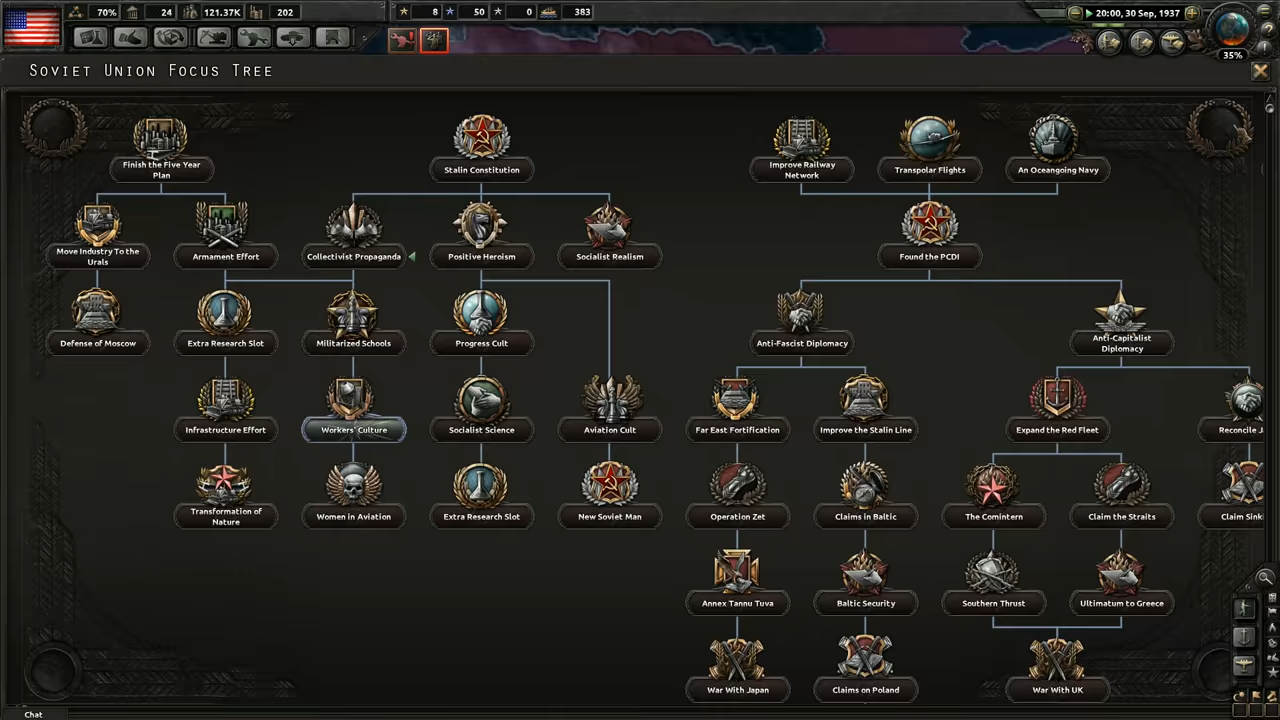 70% 24 121.37K 202 8 50 0 383 20:00, 30 Sep, 1937
35%
Soviet Union Focus Tree
Finish the Five Year
Plan
Stalin Constitution
Improve Railway
Network
Transpolar Flights
An Oceangoing Navy
Move Industry To the
Urals
Armament Effort
Collectivist Propaganda
Positive Heroism
Socialist Realism
Found the PCDI
Defense of Moscow
Extra Research Slot
Militarized Schools
Progress Cult
Anti-Fascist Diplomacy
Anti-Capitalist
Diplomacy
Infrastructure Effort
Workers' Culture
Socialist Science
Aviation Cult
Far East Fortification
Improve the Stalin Line
Expand the Red Fleet
Reconcile J
Transformation of
Nature
Women in Aviation
Extra Research Slot
New Soviet Man
Operation Zet
Claims in Baltic
The Comintern
Claim the Straits
Claim Sink
Annex Tannu Tuva
Baltic Security
Southern Thrust
Ultimatum to Greece
War With Japan
Claims on Poland
War With UK
Chat